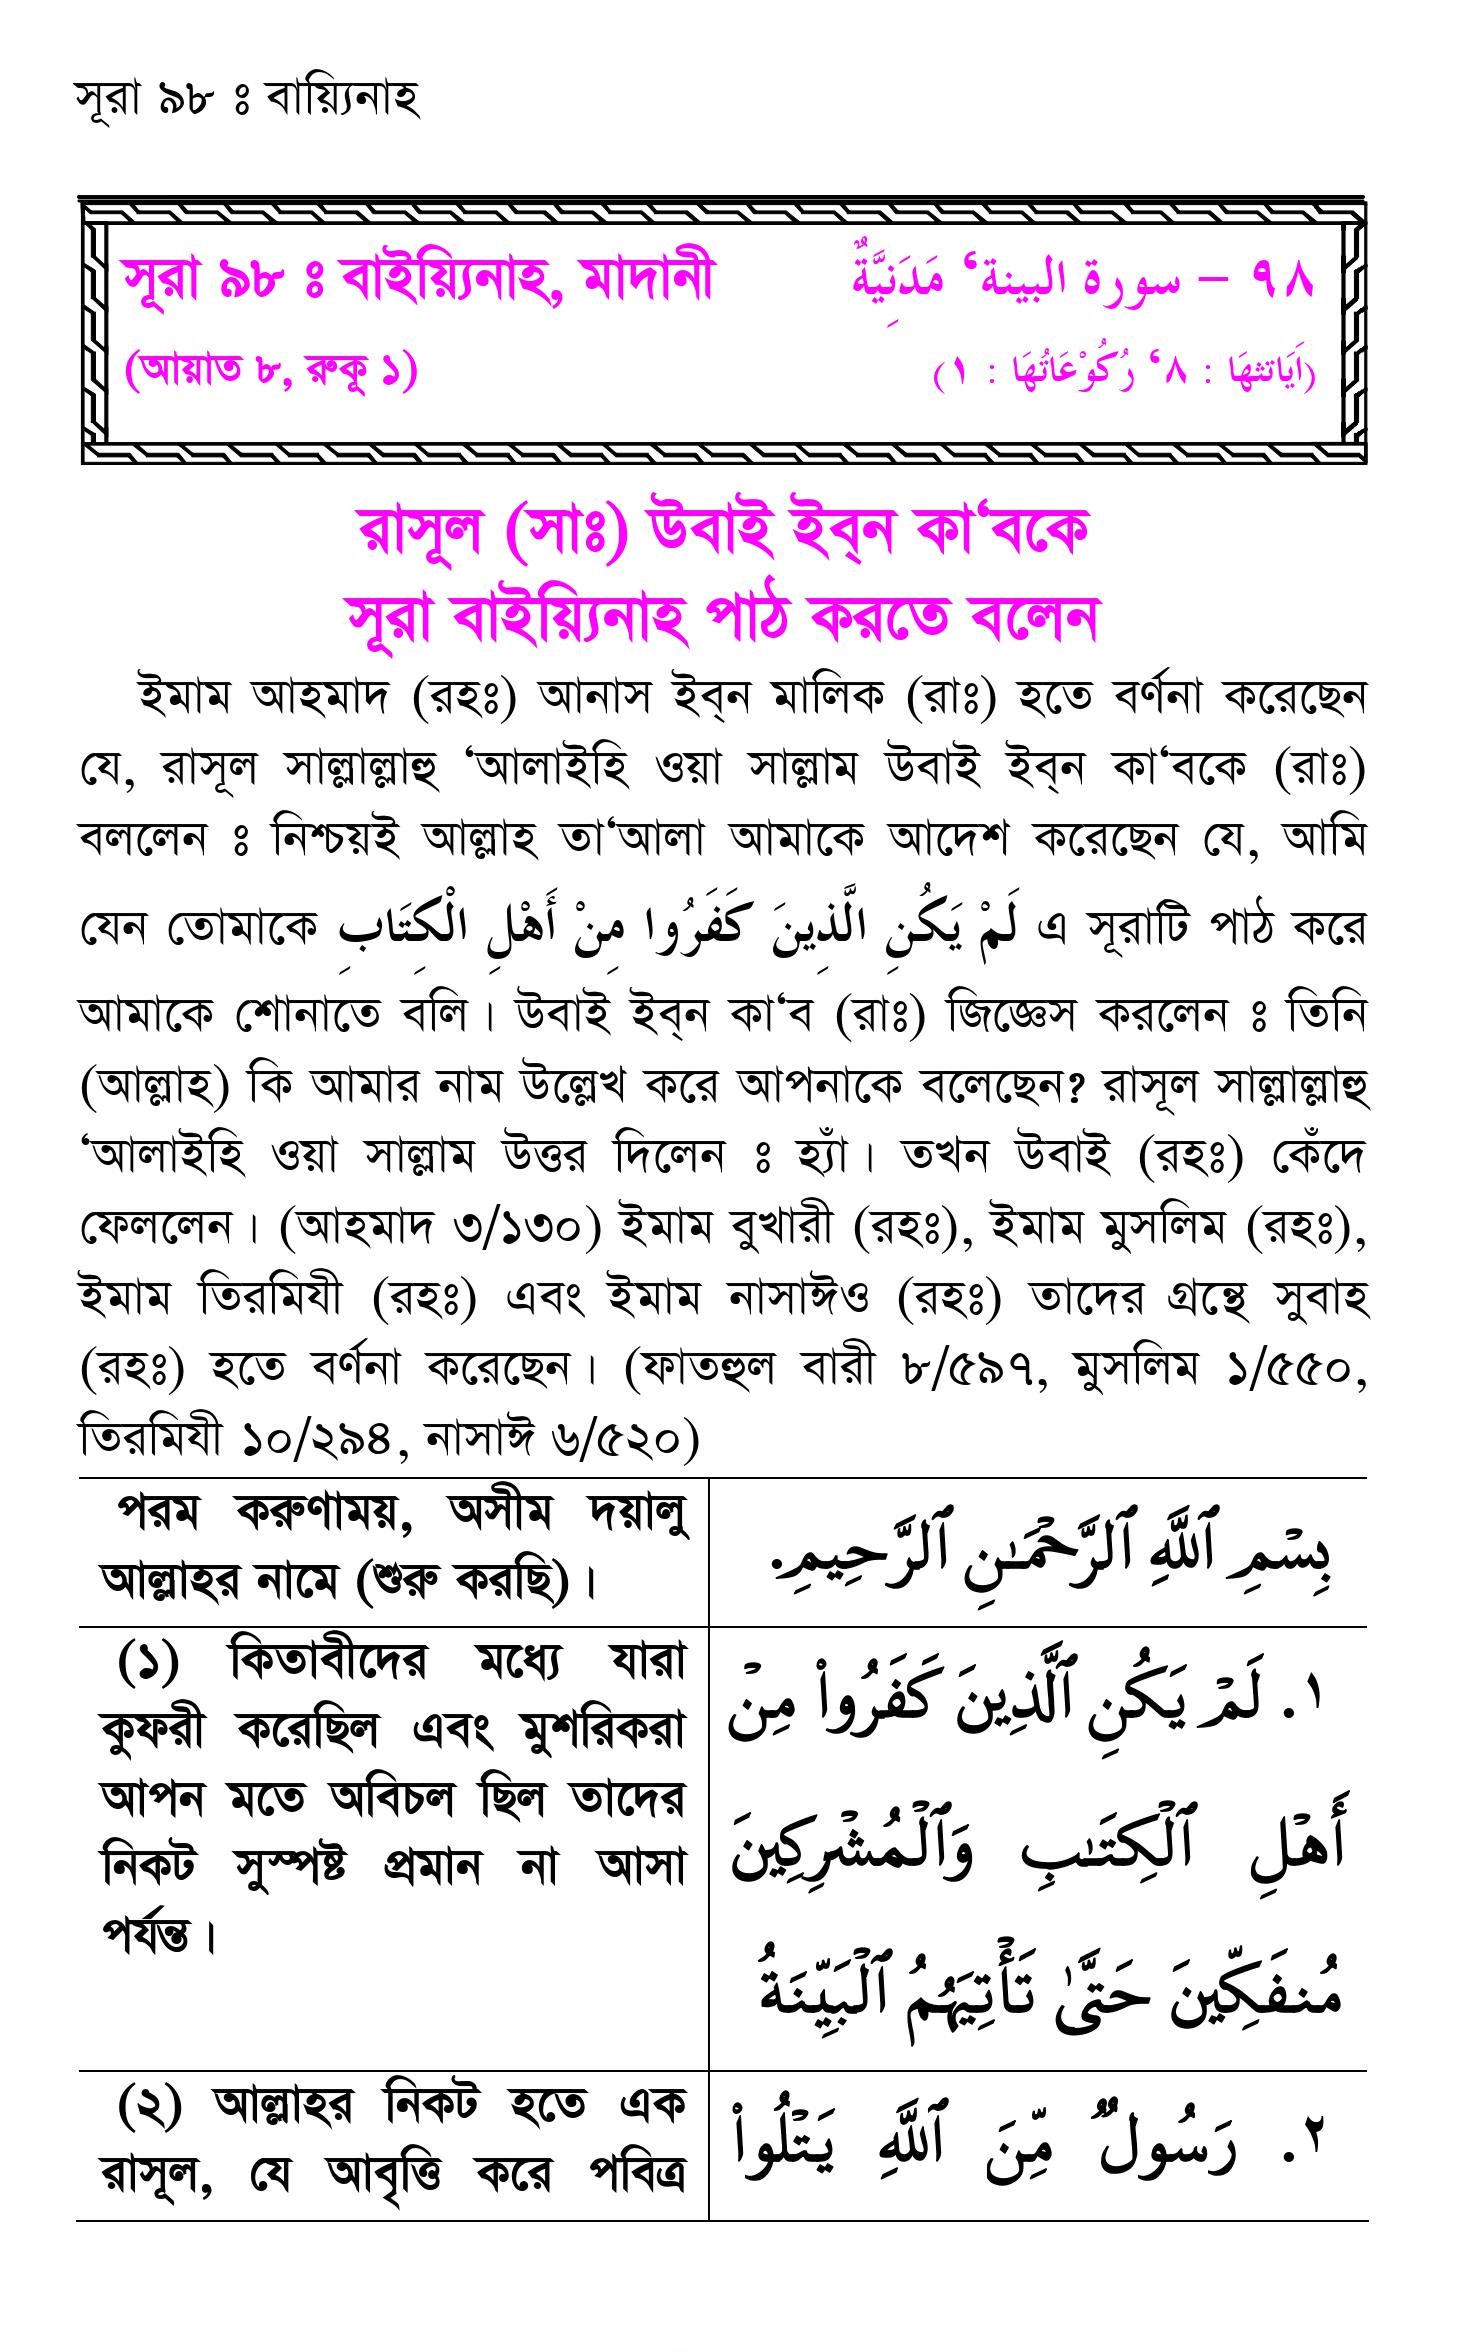 সূরা ৯৮ ঃ বায়্যিনাহ
সূরা ৯৮ ঃ বাইয়্যিনাহ, মাদানী
٩٨ – سورة البينة‘ مَدَنِيَّةٌ
(আয়াত ৮, রুকূ ১)
(اَيَاتثهَا : ٨‘ رُكُوْعَاتُهَا : ١)
রাসূল (সাঃ) উবাই ইব্‌ন কা‘বকে
সূরা বাইয়্যিনাহ পাঠ করতে বলেন
ইমাম আহমাদ (রহঃ) আনাস ইব্‌ন মালিক (রাঃ) হতে বর্ণনা করেছেন
যে, রাসূল সাল্লাল্লাহু ‘আলাইহি ওয়া সাল্লাম উবাই ইব্‌ন কা‘বকে (রাঃ)
বললেন ঃ নিশ্চয়ই আল্লাহ তা‘আলা আমাকে আদেশ করেছেন যে, আমি
যেন তোমাকে لَمْ يَكُنِ الَّذِينَ كَفَرُوا مِنْ أَهْلِ الْكِتَابِ এ সূরাটি পাঠ করে
আমাকে শোনাতে বলি। উবাই ইব্‌ন কা‘ব (রাঃ) জিজ্ঞেস করলেন ঃ তিনি
(আল্লাহ) কি আমার নাম উল্লেখ করে আপনাকে বলেছেন? রাসূল সাল্লাল্লাহু
‘আলাইহি ওয়া সাল্লাম উত্তর দিলেন ঃ হ্যাঁ। তখন উবাই (রহঃ) কেঁদে
ফেললেন। (আহমাদ ৩/১৩০) ইমাম বুখারী (রহঃ), ইমাম মুসলিম (রহঃ),
ইমাম তিরমিযী (রহঃ) এবং ইমাম নাসাঈও (রহঃ) তাদের গ্রন্থে সুবাহ
(রহঃ) হতে বর্ণনা করেছেন। (ফাতহুল বারী ৮/৫৯৭, মুসলিম ১/৫৫০,
তিরমিযী ১০/২৯৪, নাসাঈ ৬/৫২০)
পরম করুণাময়, অসীম দয়ালু
আল্লাহর নামে (শুরু করছি)।
بِسْمِ ٱللَّهِ ٱلرَّحْمَـٰنِ ٱلرَّحِيمِ.
(১) কিতাবীদের মধ্যে যারা
কুফরী করেছিল এবং মুশরিকরা
আপন মতে অবিচল ছিল তাদের
নিকট সুস্পষ্ট প্রমান না আসা
পর্যন্ত।
١. لَمْ يَكُنِ ٱلَّذِينَ كَفَرُوا۟ مِنْ
أَهْلِ ٱلْكِتَـٰبِ وَٱلْمُشْرِكِينَ
مُنفَكِّينَ حَتَّىٰ تَأْتِيَهُمُ ٱلْبَيِّنَةُ
(২) আল্লাহর নিকট হতে এক
রাসূল, যে আবৃত্তি করে পবিত্র
٢. رَسُولٌ مِّنَ ٱللَّهِ يَتْلُوا۟